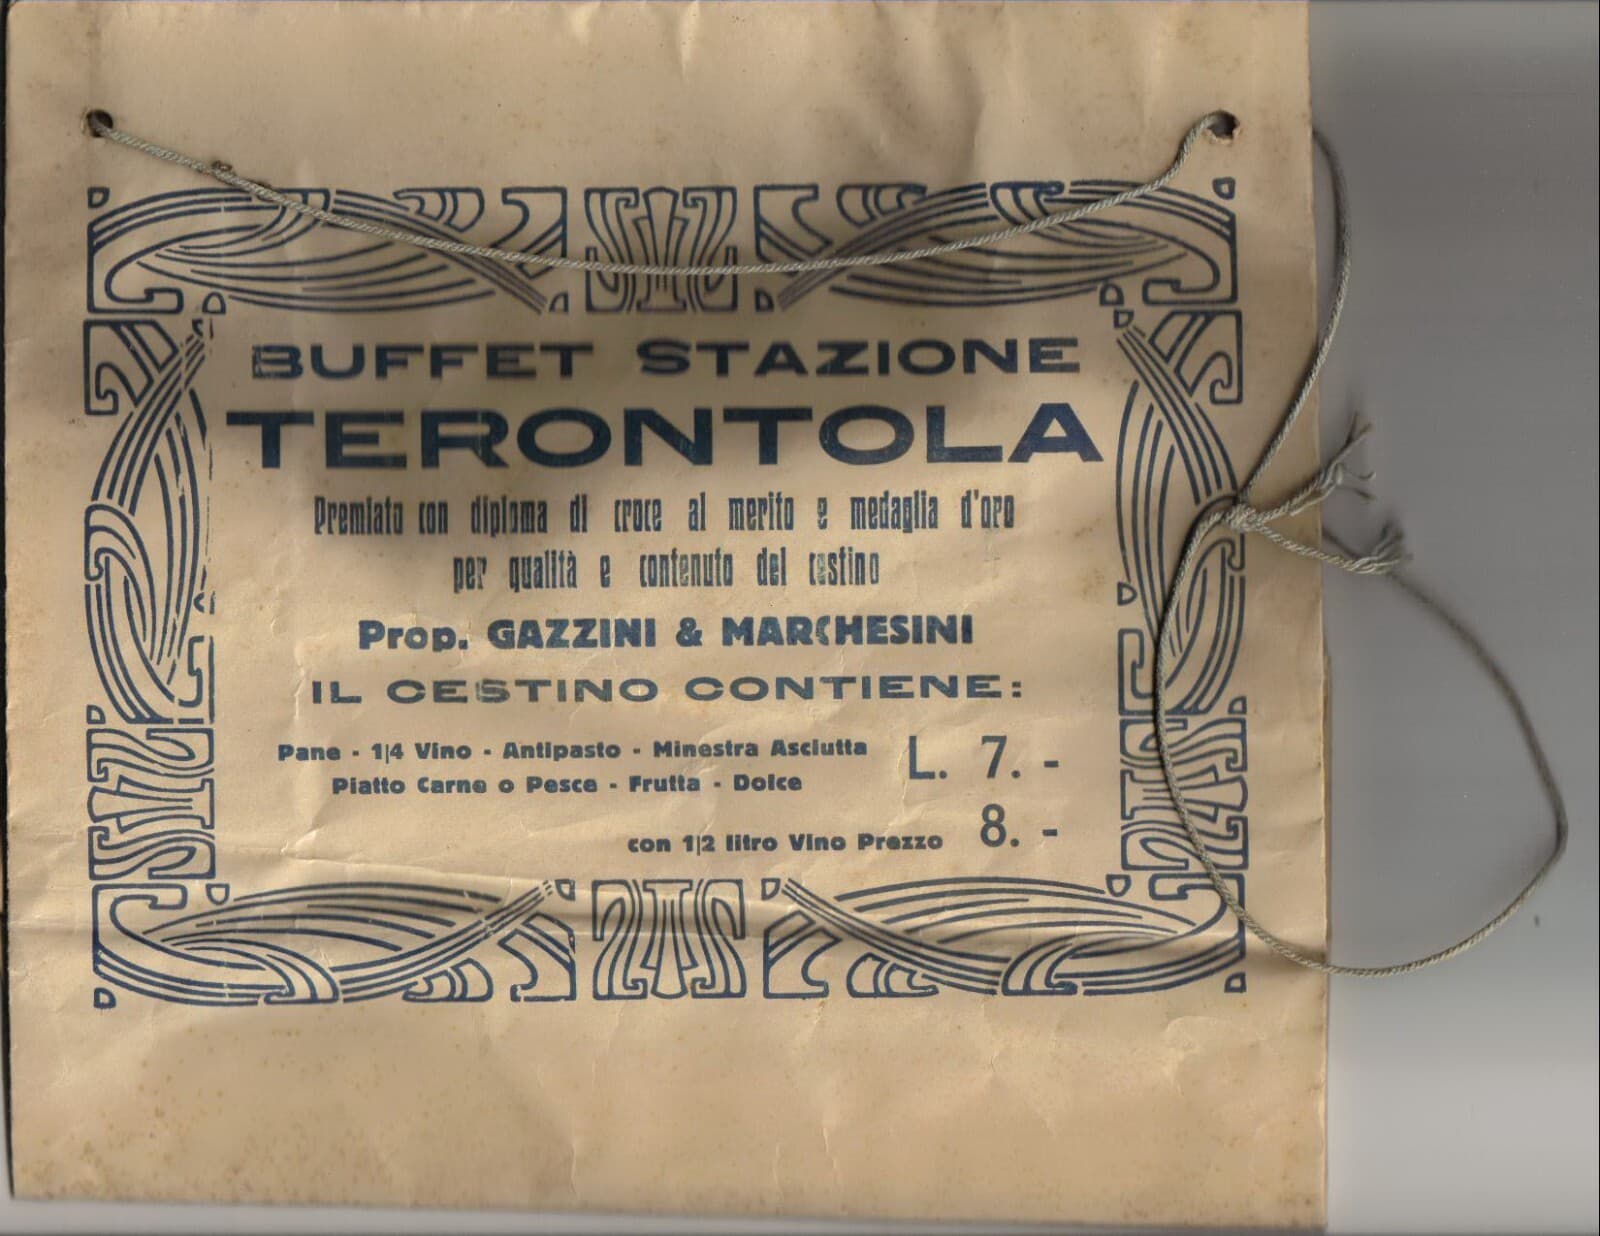 BUFFET STAZIONE
TERONTOLA
Premiato con diploma di croce al merito e medaglia d'oro
per qualità e contenuto del cestino
Prop. GAZZINI & MARCHESINI
IL CESTINO CONTIENE:
Pane - 1|4 Vino - Antipasto - Minestra Asciutta
Piatto Carne o Pesce - Frutta - Dolce
L. 7. -
con 1|2 litro Vino Prezzo 8. -